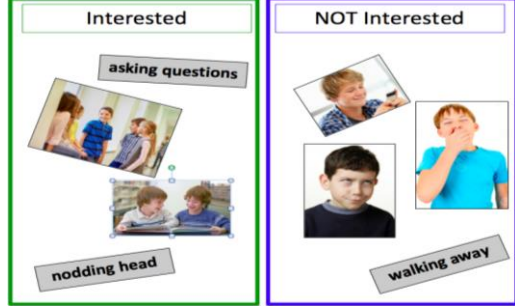 Interested
asking questions
nodding head
NOT Interested
walking away